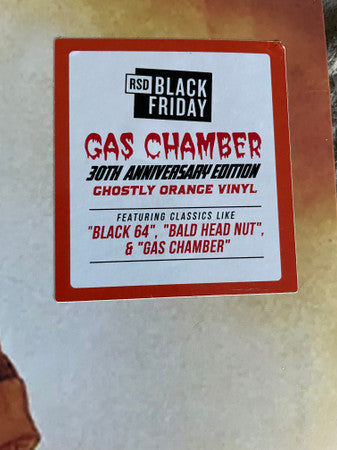 RSD BLACK
FRIDAY
GAS CHAMBER
30TH ANNIVERSARY EDITION
GHOSTLY ORANGE VINYL
FEATURING CLASSICS LIKE
"BLACK 64", "BALD HEAD NUT",
& "GAS CHAMBER"